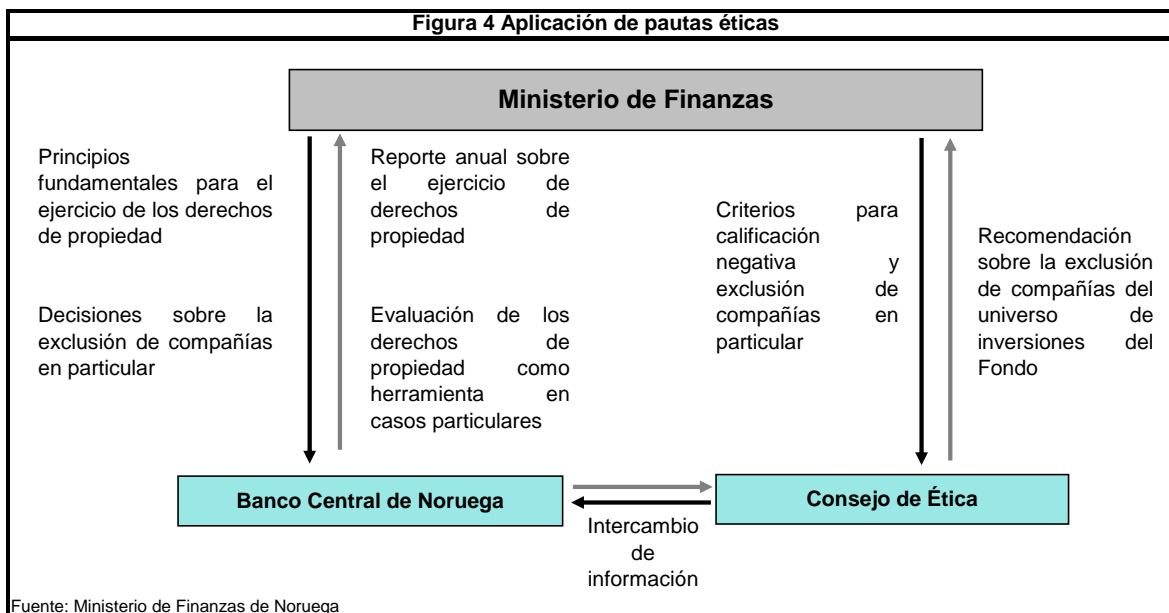 Figura 4 Aplicación de pautas éticas
Ministerio de Finanzas
Principios
fundamentales para el
ejercicio de los derechos
de propiedad
Decisiones sobre la
exclusión de compañías
en particular
Reporte anual sobre
el ejercicio de
derechos de
propiedad
Evaluación de los
derechos de
propiedad como
herramienta en
casos particulares
Criterios para
calificación
negativa y
exclusión de
compañías en
particular
Recomendación
sobre la exclusión
de compañías del
universo de
inversiones del
Fondo
Banco Central de Noruega
Consejo de Ética
Intercambio
de
información
Fuente: Ministerio de Finanzas de Noruega